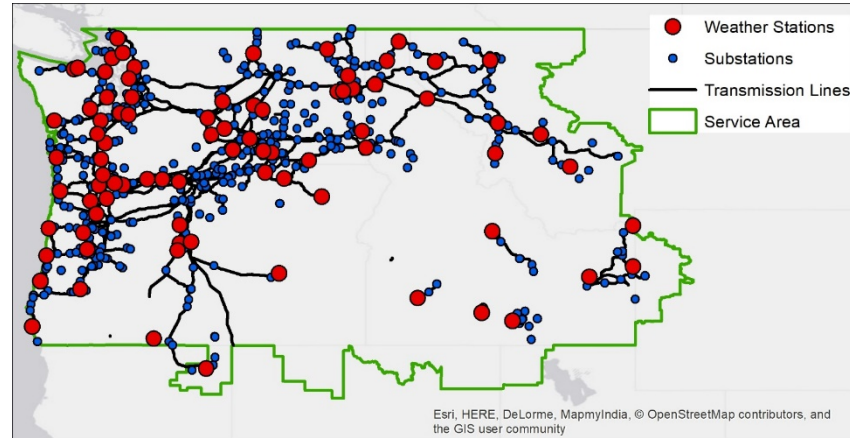 Weather Stations
Substations
Transmission Lines
Service Area
Esri, HERE, DeLorme, MapmyIndia, © OpenStreetMap contributors, and
the GIS user community